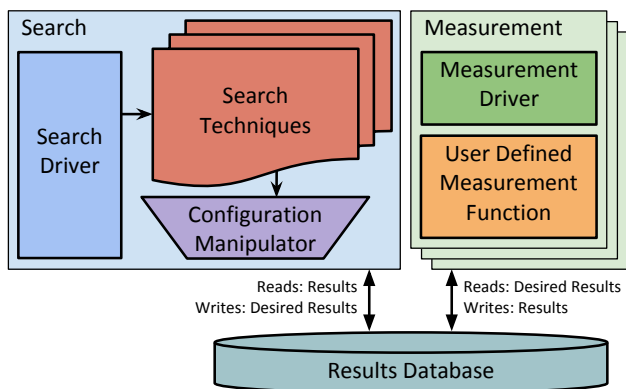 Search
Search
Driver
Search
Techniques
Configuration
Manipulator
Measurement
Measurement
Driver
User Defined
Measurement
Function
Reads: Results
Writes: Desired Results
Reads: Desired Results
Writes: Results
Results Database